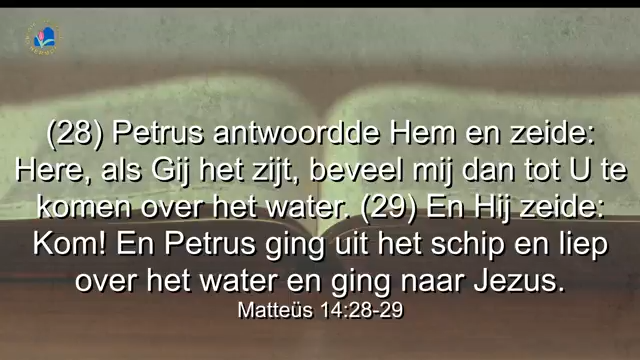 (28) Petrus antwoordde Hem en zeide:
Here, als Gij het zijt, beveel mij dan tot U te
komen over het water. (29) En Hij zeide:
Kom! En Petrus ging uit het schip en liep
over het water en ging naar Jezus.
Matteüs 14:28-29